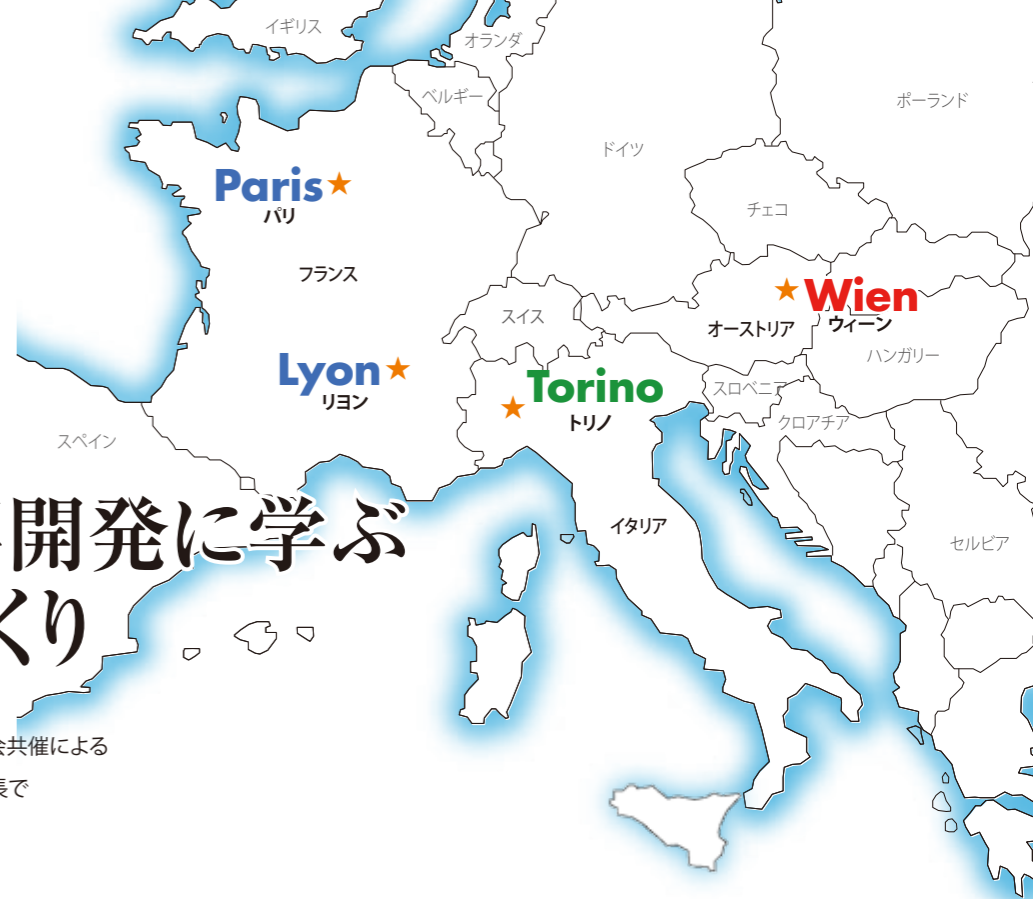 イギリス
オランダ
ベルギー
ポーランド
ドイツ
Paris
パリ
チェコ
フランス
Wien
ウィーン
スイス
オーストリア
ハンガリー
Lyon
リヨン
Torino
トリノ
スロベニア
クロアチア
スペイン
開発に学ぶ
くり
イタリア
セルビア
会共催による
長で